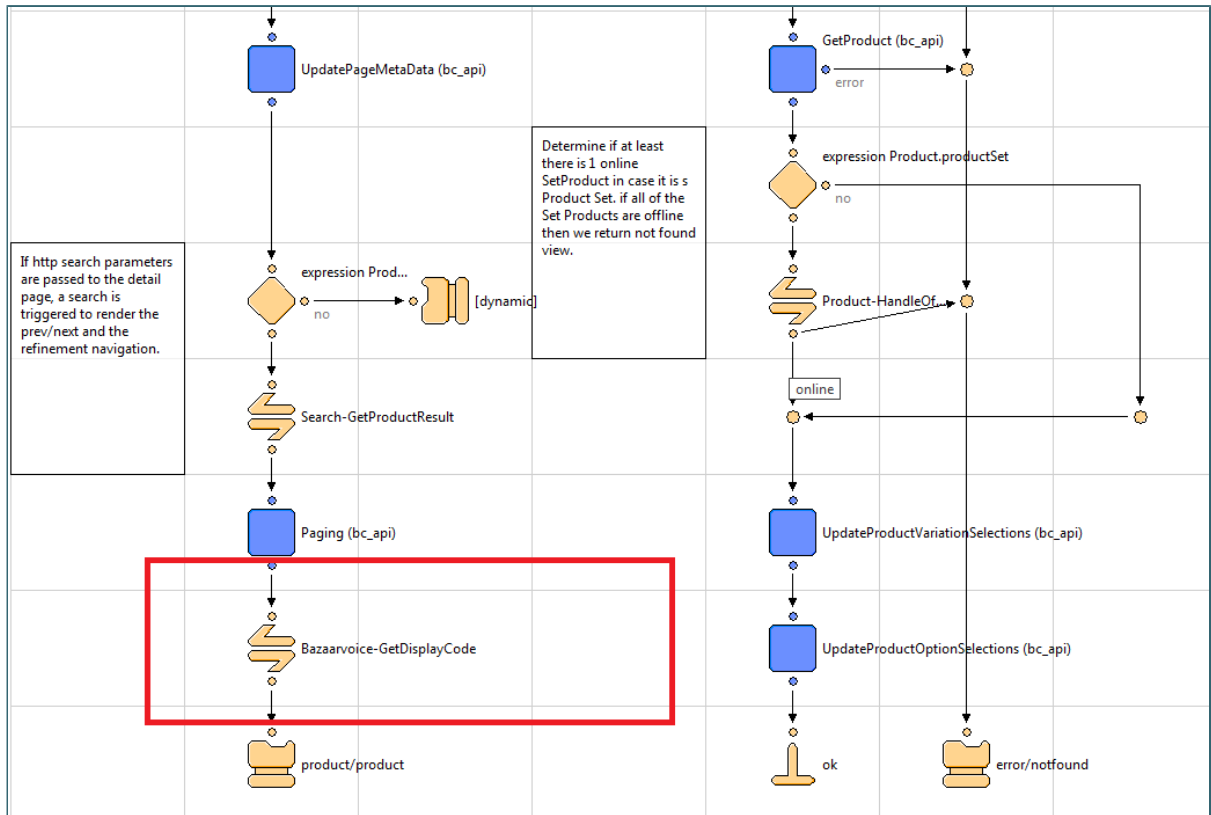 UpdatePageMetaData (bc_api)
If http search parameters
are passed to the detail
page, a search is
triggered to render the
prev/next and the
refinement navigation.
expression Prod...
no
[dynamic]
Search-GetProductResult
Paging (bc_api)
Bazaarvoice-GetDisplayCode
product/product
GetProduct (bc_api)
error
Determine if at least
there is 1 online
SetProduct in case it is s
Product Set. if all of the
Set Products are offline
then we return not found
view.
expression Product.productSet
no
Product-HandleOf...
online
UpdateProductVariationSelections (bc_api)
UpdateProductOptionSelections (bc_api)
ok
error/notfound